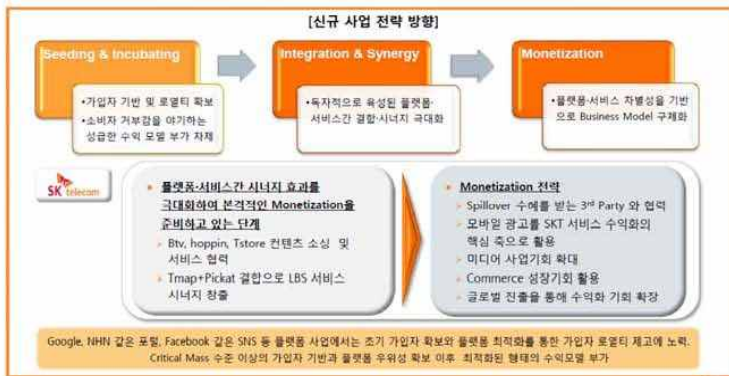 [신규 사업 전략 방향]
Seeding & Incubating
Integration & Synergy
Monetization
•가입자 기반 및 로열티 확보
•소비자 거부감을 야기하는
성급한 수익 모델 부가 자제
•독자적으로 육성된 플랫폼·
서비스간 결합·시너지 극대화
•플랫폼·서비스 차별성을 기반
으로 Business Model 구체화
SK telecom
• 플랫폼·서비스간 시너지 효과를
극대화하여 본격적인 Monetization을
준비하고 있는 단계
➢ Btv, hoppin, Tstore 컨텐츠 소싱 및
서비스 협력
➢ Tmap+Pickat 결합으로 LBS 서비스
시너지 창출
• Monetization 전략
➢ Spillover 수혜를 받는 3rd Party 와 협력
➢ 모바일 광고를 SKT 서비스 수익화의
핵심 축으로 활용
➢ 미디어 사업기회 확대
➢ Commerce 성장기회 활용
➢ 글로벌 진출을 통해 수익화 기회 확장
Google, NHN 같은 포털, Facebook 같은 SNS 등 플랫폼 사업에서는 초기 가입자 확보와 플랫폼 최적화를 통한 가입자 로열티 제고에 노력.
Critical Mass 수준 이상의 가입자 기반과 플랫폼 우위성 확보 이후 최적화된 형태의 수익모델 부가